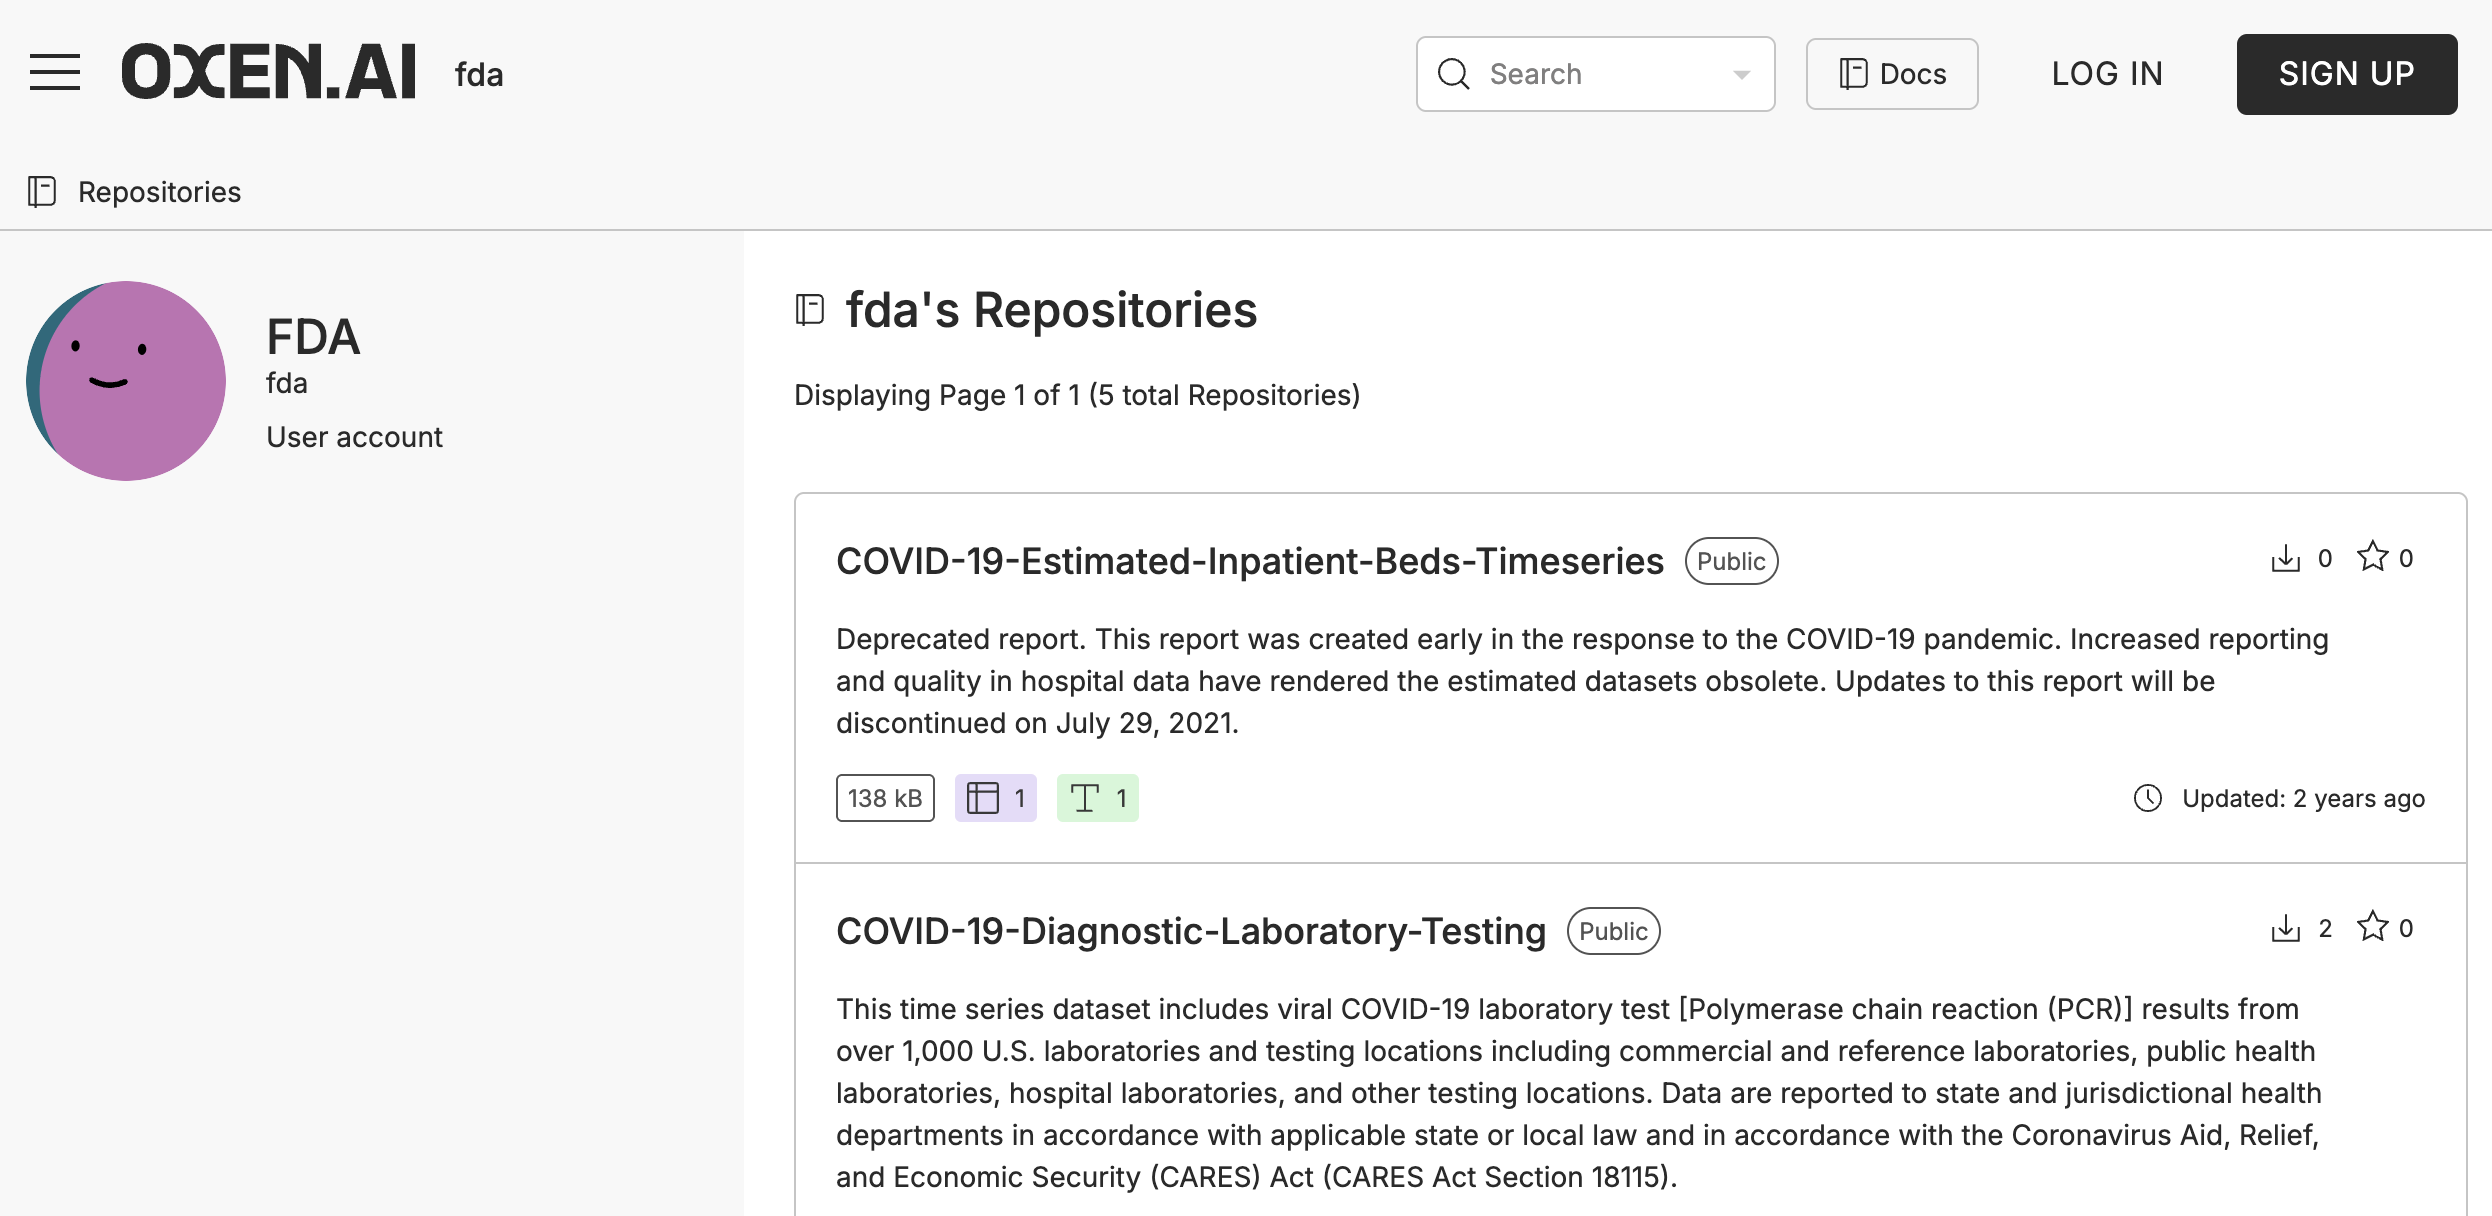 OXEN.AI
fda
Search
Docs
LOG IN
SIGN UP
Repositories
FDA
fda
User account
fda's Repositories
Displaying Page 1 of 1 (5 total Repositories)
COVID-19-Estimated-Inpatient-Beds-Timeseries
Public
0
0
Deprecated report. This report was created early in the response to the COVID-19 pandemic. Increased reporting
and quality in hospital data have rendered the estimated datasets obsolete. Updates to this report will be
discontinued on July 29, 2021.
138 kB
1
1
Updated: 2 years ago
COVID-19-Diagnostic-Laboratory-Testing
Public
2
0
This time series dataset includes viral COVID-19 laboratory test [Polymerase chain reaction (PCR)] results from
over 1,000 U.S. laboratories and testing locations including commercial and reference laboratories, public health
laboratories, hospital laboratories, and other testing locations. Data are reported to state and jurisdictional health
departments in accordance with applicable state or local law and in accordance with the Coronavirus Aid, Relief,
and Economic Security (CARES) Act (CARES Act Section 18115).